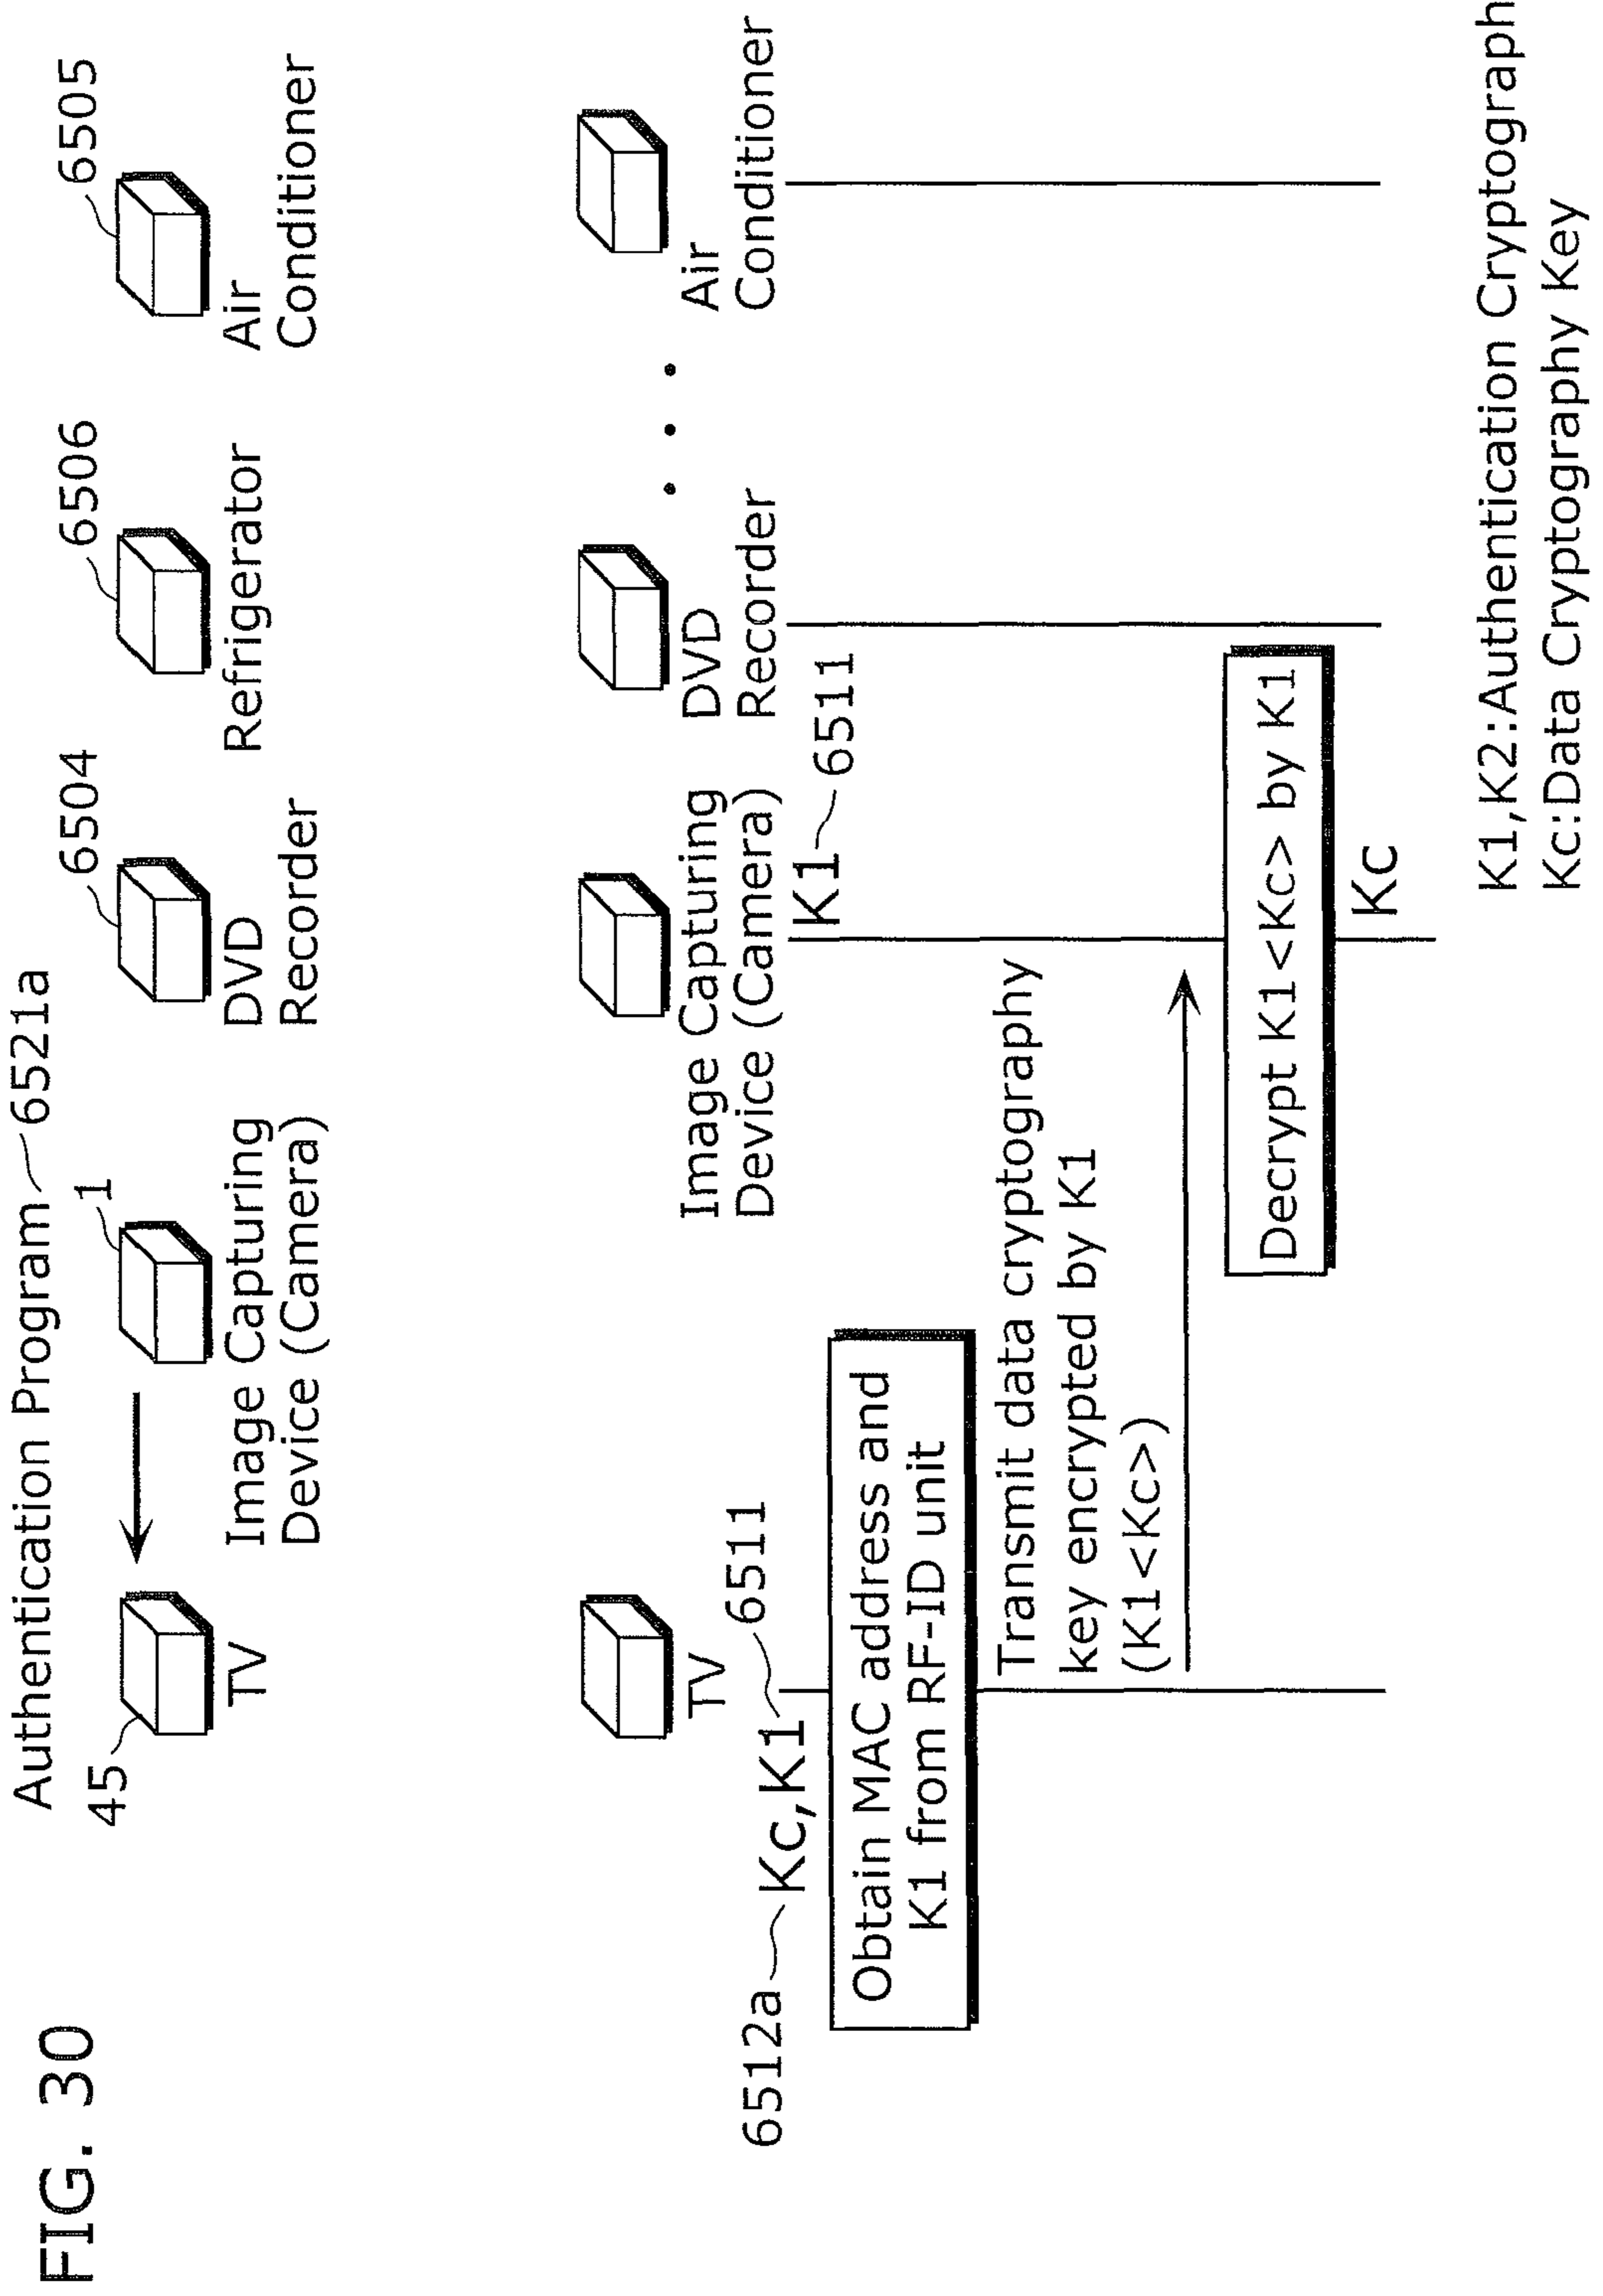 FIG. 30
Authentication Program 6521a
45
1
6504
6506
6505
TV
Image Capturing
Device (Camera)
DVD
Recorder
Refrigerator
Air
Conditioner
TV
Image Capturing
Device (Camera)
DVD
Recorder
Air
Conditioner
6512a
Kc,K1
6511
K1
6511
Obtain MAC address and
K1 from RF-ID unit
Transmit data cryptography
key encrypted by K1
(K1<Kc>)
Decrypt K1<Kc> by K1
Kc
K1,K2:Authentication Cryptograph
Kc:Data Cryptography Key